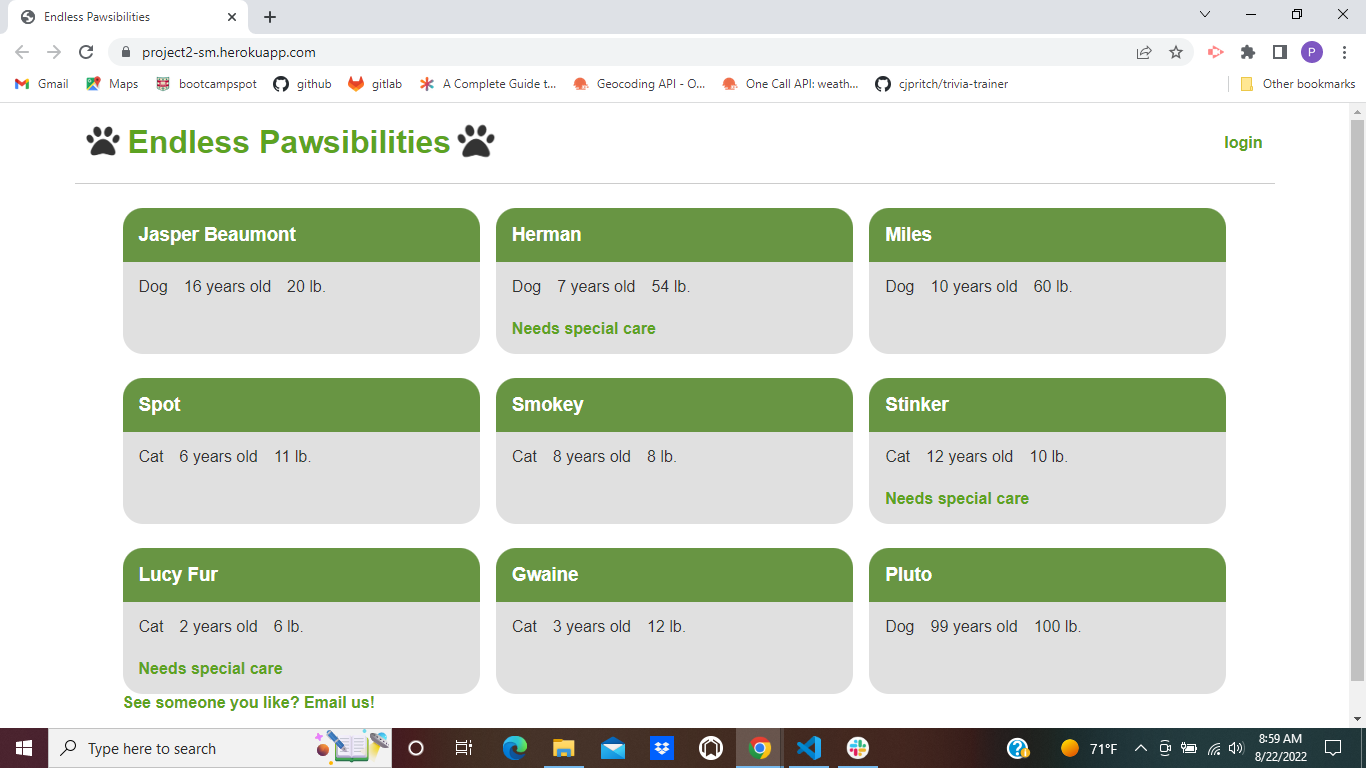 Endless Pawsibilities
project2-sm.herokuapp.com
P
Gmail Maps bootcampspot github gitlab A Complete Guide t... Geocoding API - O... One Call API: weath... cjpritch/trivia-trainer Other bookmarks
Endless Pawsibilities login
Jasper Beaumont Herman Miles
Dog 16 years old 20 lb. Dog 7 years old 54 lb. Dog 10 years old 60 lb.
Needs special care
Spot Smokey Stinker
Cat 6 years old 11 lb. Cat 8 years old 8 lb. Cat 12 years old 10 lb.
Needs special care
Lucy Fur Gwaine Pluto
Cat 2 years old 6 lb. Cat 3 years old 12 lb. Dog 99 years old 100 lb.
Needs special care
See someone you like? Email us!
Type here to search 71°F 8:59 AM
8/22/2022